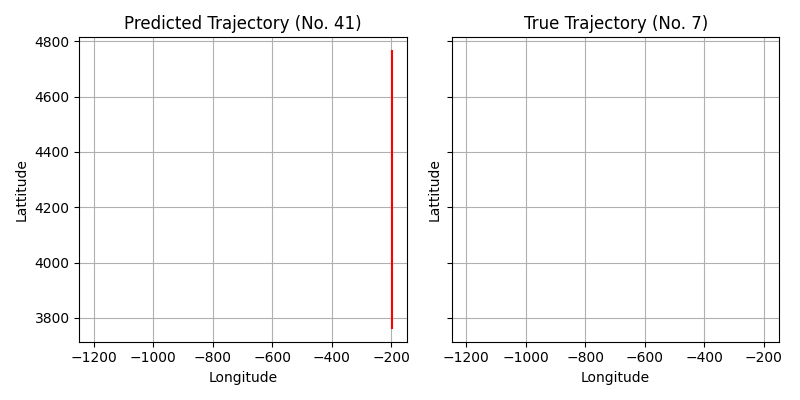 Predicted Trajectory (No. 41)
True Trajectory (No. 7)
4800
4600
4400
4200
4000
3800
Lattitude
Lattitude
−1200 −1000 −800 −600 −400 −200
−1200 −1000 −800 −600 −400 −200
Longitude
Longitude